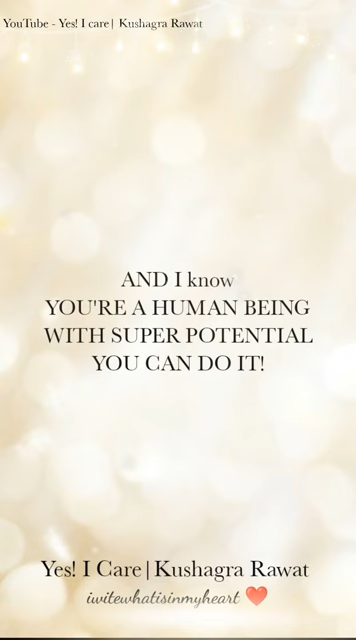 YouTube - Yes! I care| Kushagra Rawat
AND I know
YOU'RE A HUMAN BEING
WITH SUPER POTENTIAL
YOU CAN DO IT!
Yes! I Care|Kushagra Rawat
iwitewhatisinmyheart ❤️